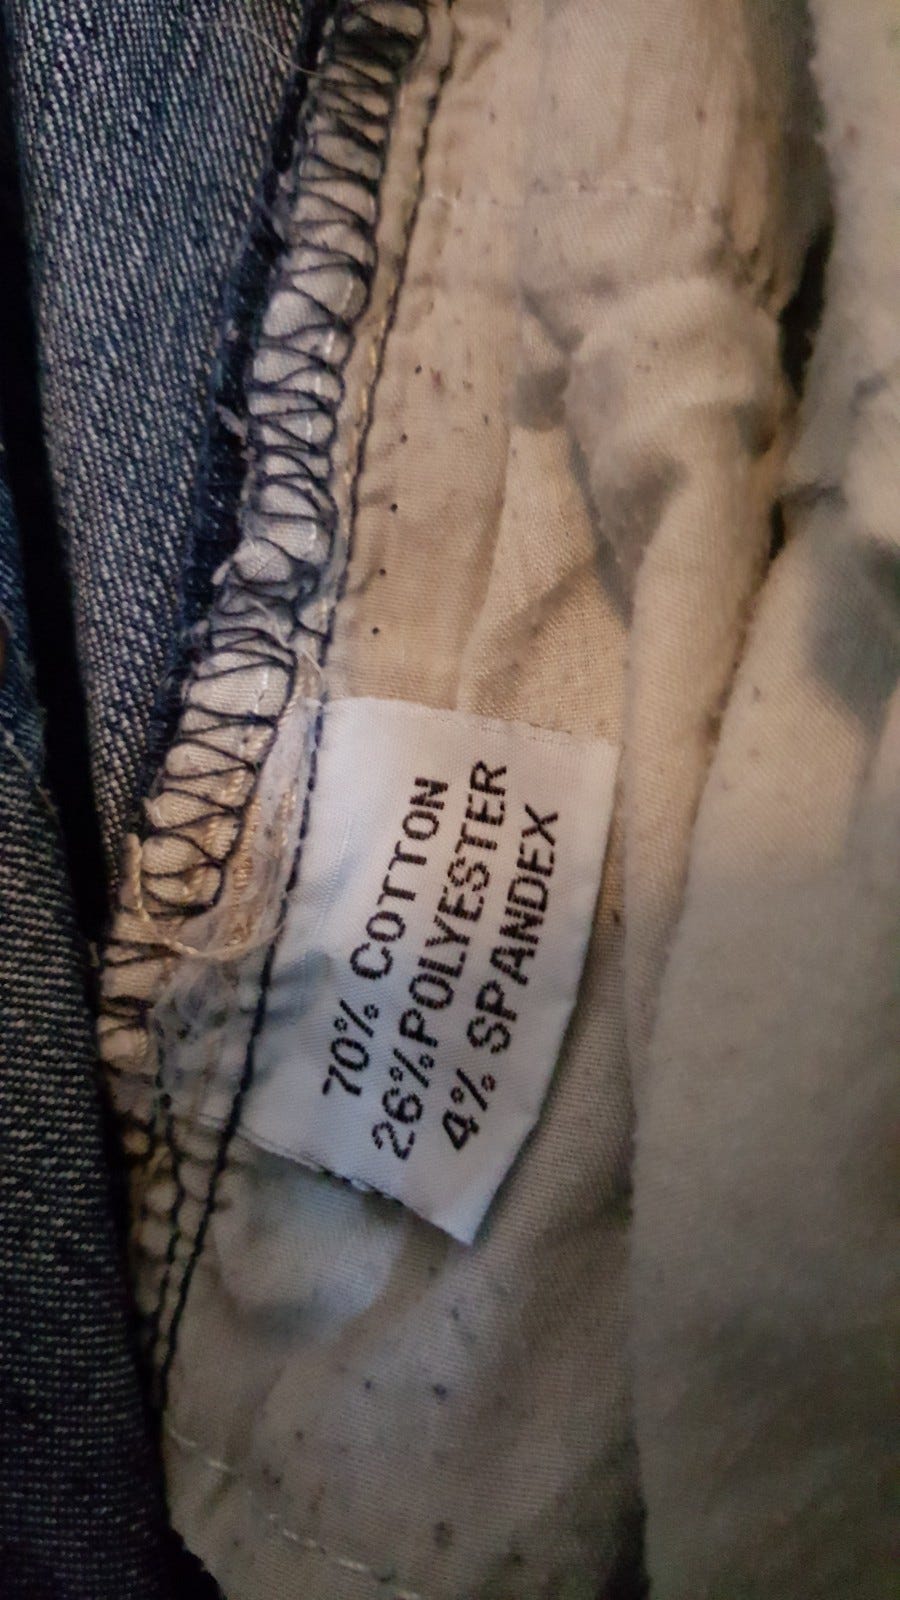 70% COTTON
26%POLYESTER
4% SPANDEX